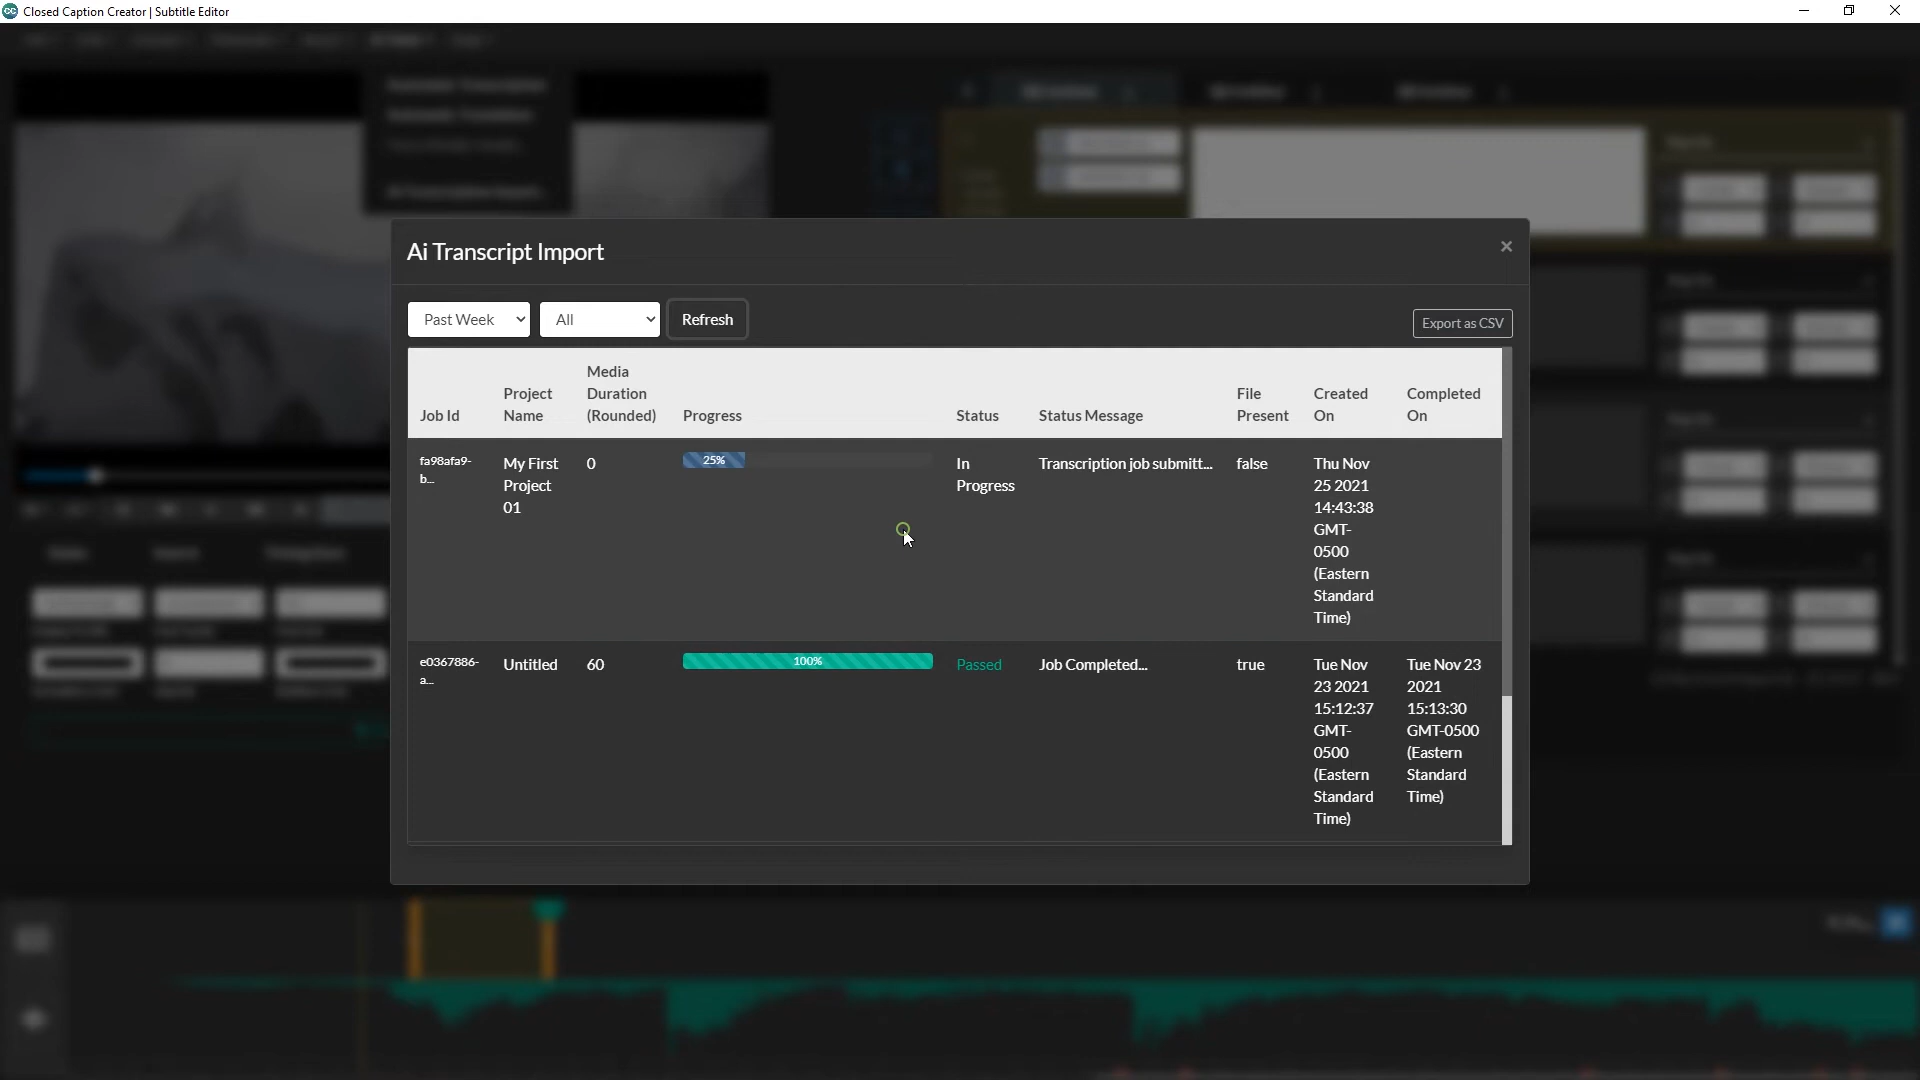 Closed Caption Creator | Subtitle Editor
Ai Transcript Import
Past Week
All
Refresh
Export as CSV
Job Id
Project
Name
Media
Duration
(Rounded)
Progress
Status
Status Message
File
Present
Created
On
Completed
On
fa98afa9-
b...
My First
Project
01
0
25%
In
Progress
Transcription job submitt...
false
Thu Nov
25 2021
14:43:38
GMT-
0500
(Eastern
Standard
Time)
e0367886-
a...
Untitled
60
100%
Passed
Job Completed...
true
Tue Nov
23 2021
15:12:37
GMT-
0500
(Eastern
Standard
Time)
Tue Nov 23
2021
15:13:30
GMT-0500
(Eastern
Standard
Time)